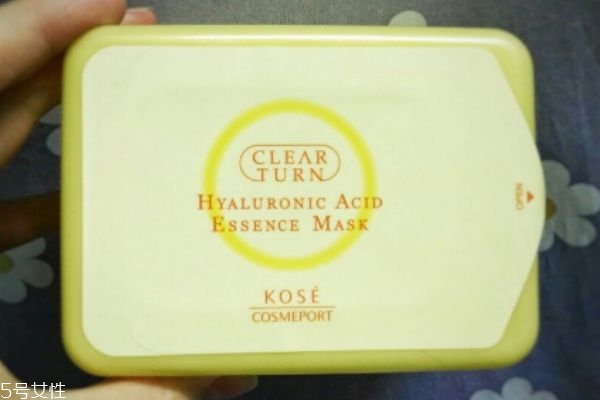 CLEAR
TURN
HYALURONIC ACID
ESSENCE MASK
OPEN
KOSÉ
COSMEPORT
5号女性